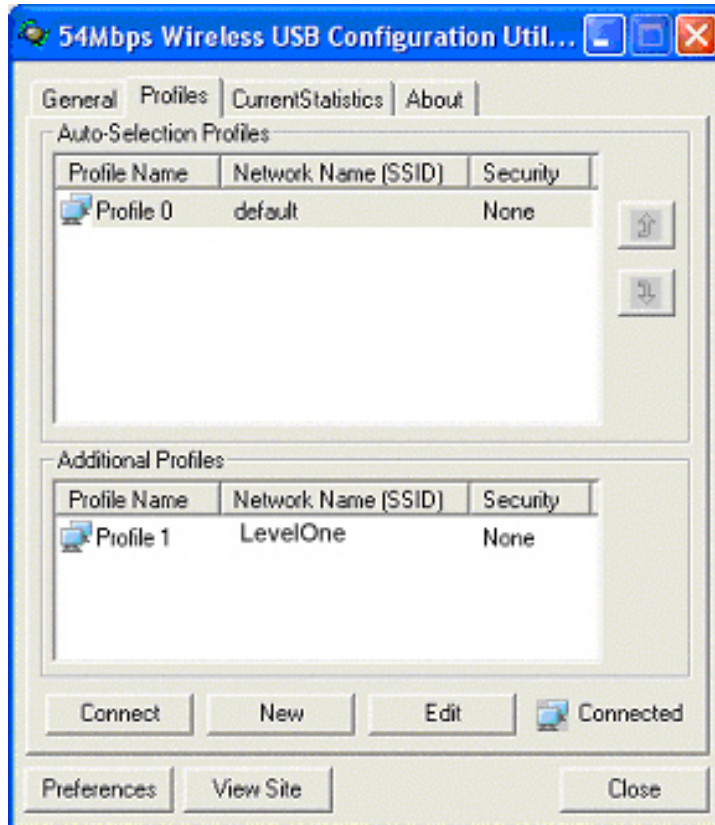 54Mbps Wireless USB Configuration Util...
General Profiles CurrentStatistics About
Auto-Selection Profiles
Profile Name Network Name (SSID) Security
Profile 0 default None
Additional Profiles
Profile Name Network Name (SSID) Security
Profile 1 LevelOne None
Connect New Edit Connected
Preferences View Site Close